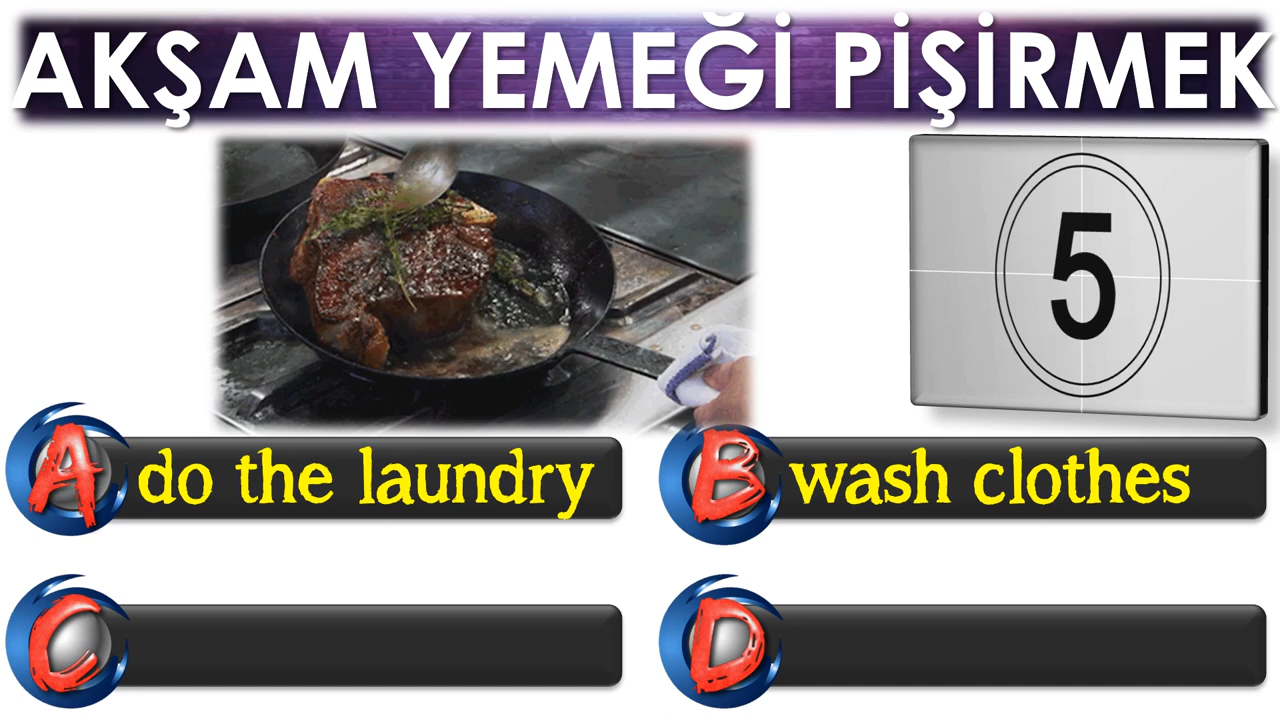 AKŞAM YEMEĞİ PİŞİRMEK
5
A do the laundry
B wash clothes
C
D